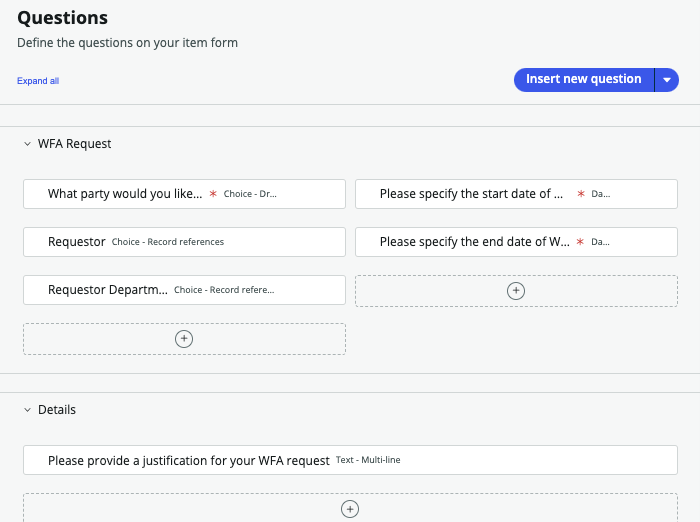 Questions
Define the questions on your item form
Expand all
Insert new question
WFA Request
What party would you like... * Choice - Dr...
Please specify the start date of ... * Da...
Requestor Choice - Record references
Please specify the end date of W... * Da...
Requestor Departm... Choice - Record refere...
Details
Please provide a justification for your WFA request Text - Multi-line